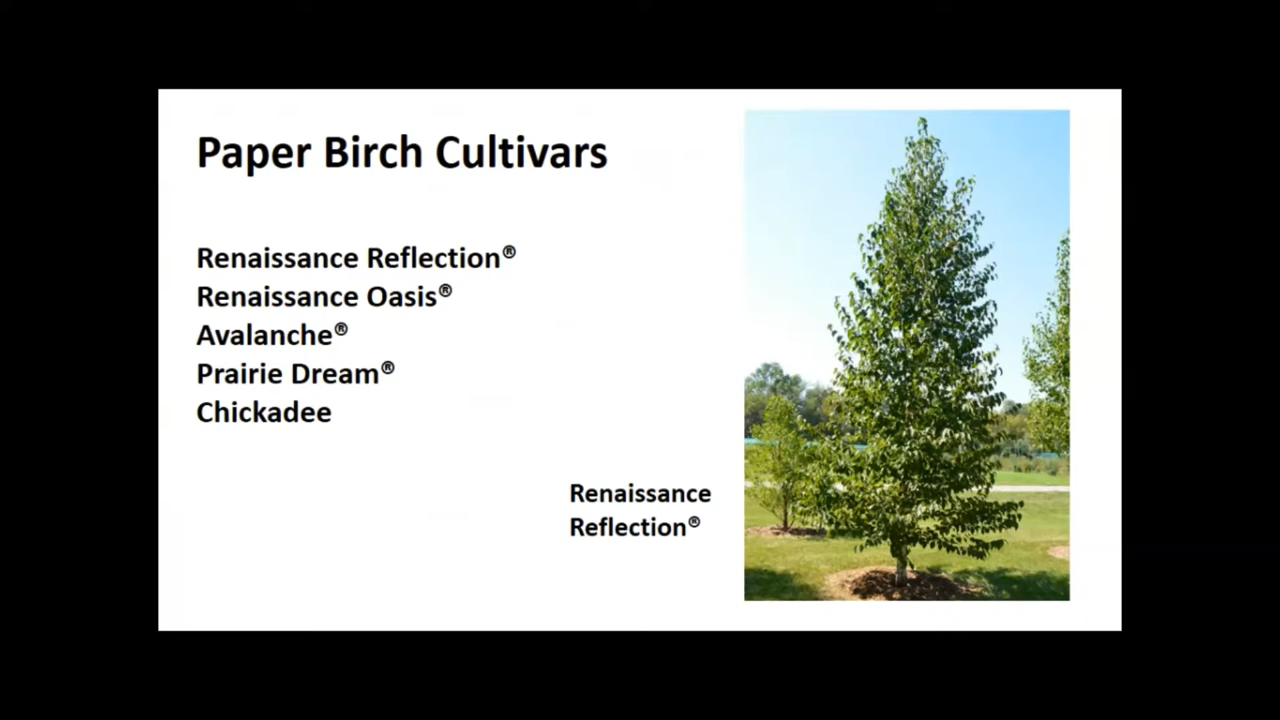 Paper Birch Cultivars
Renaissance Reflection®
Renaissance Oasis®
Avalanche®
Prairie Dream®
Chickadee
Renaissance
Reflection®